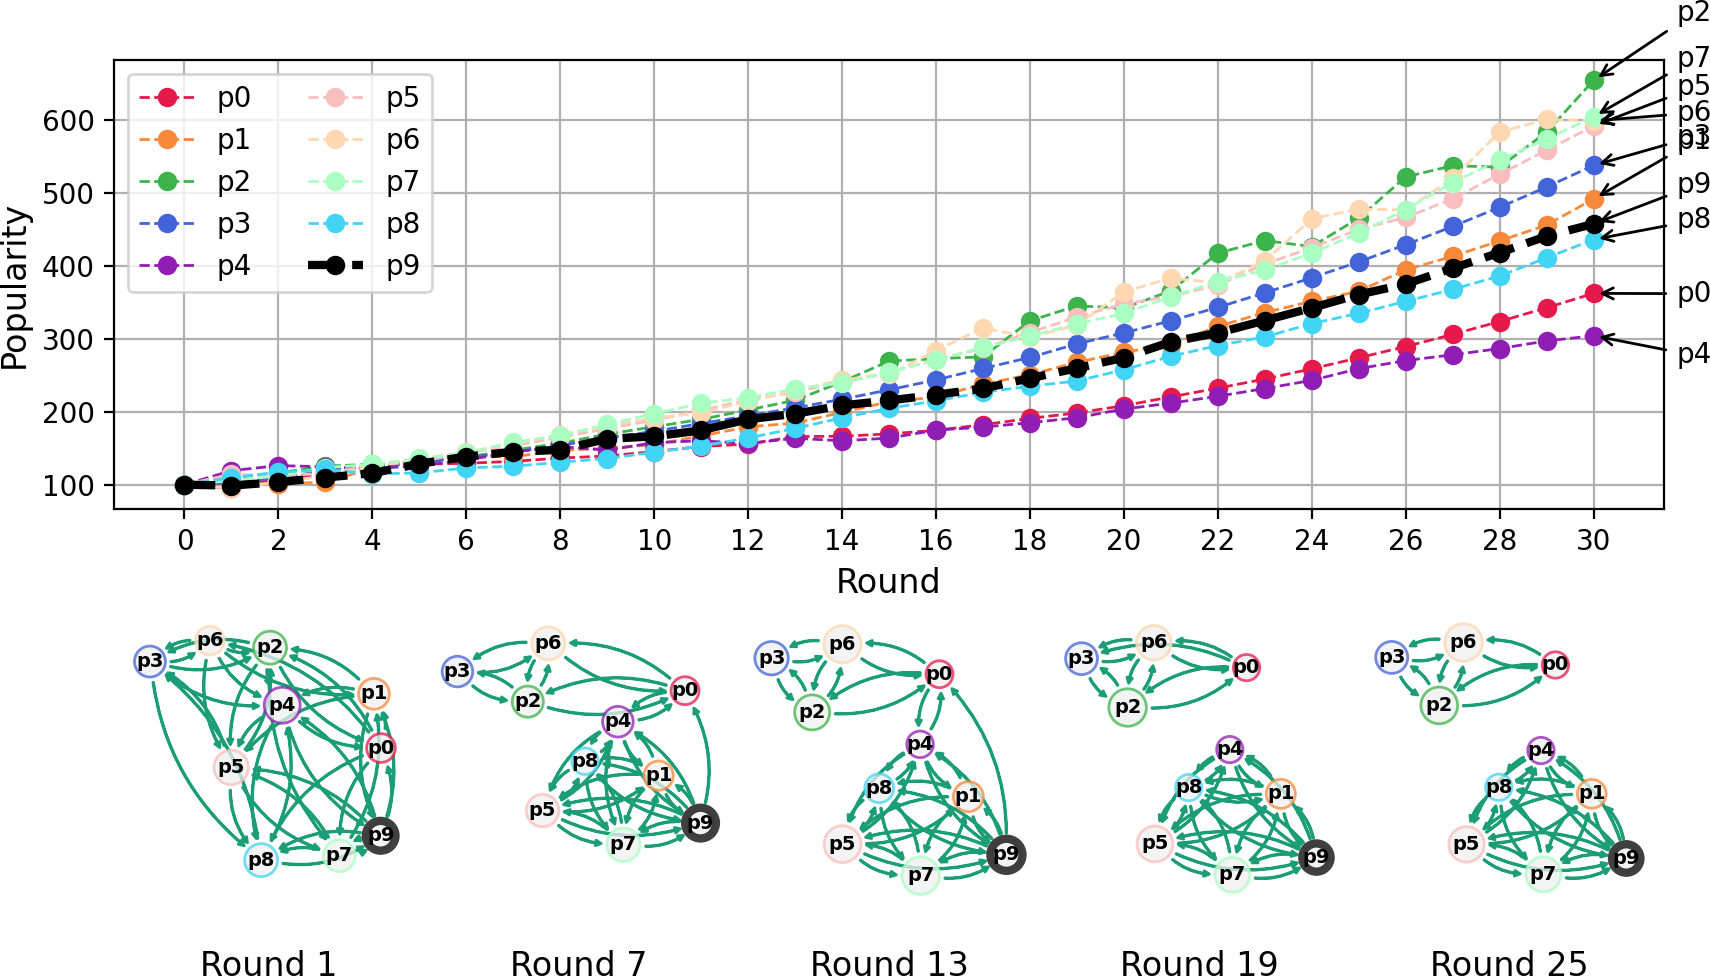 p2
p7
p5
p6
p3
p1
p9
p8
p0
p4
Popularity
600
500
400
300
200
100
p0 p5
p1 p6
p2 p7
p3 p8
p4 p9
0 2 4 6 8 10 12 14 16 18 20 22 24 26 28 30
Round
p3 p6 p2 p4 p1 p0 p5 p9 p8 p7
p3 p6 p2 p0 p4 p8 p1 p5 p9 p7
p3 p6 p0 p2 p4 p8 p1 p5 p9 p7
p3 p6 p0 p2 p4 p8 p1 p5 p9 p7
p3 p6 p0 p2 p4 p8 p1 p5 p9 p7
Round 1 Round 7 Round 13 Round 19 Round 25